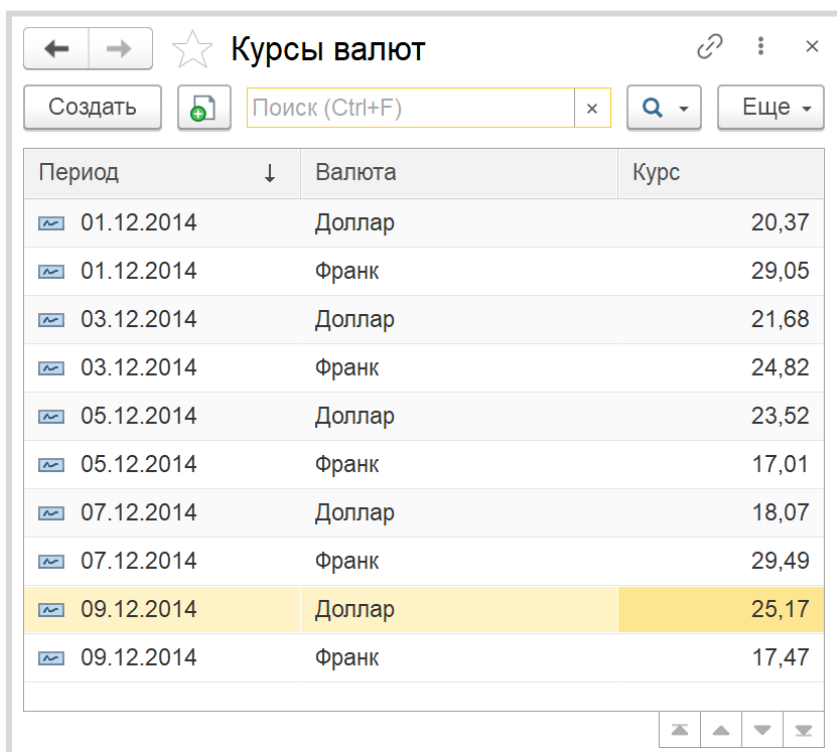 Курсы валют
Создать Поиск (Ctrl+F) Еще
Период Валюта Курс
01.12.2014 Доллар 20,37
01.12.2014 Франк 29,05
03.12.2014 Доллар 21,68
03.12.2014 Франк 24,82
05.12.2014 Доллар 23,52
05.12.2014 Франк 17,01
07.12.2014 Доллар 18,07
07.12.2014 Франк 29,49
09.12.2014 Доллар 25,17
09.12.2014 Франк 17,47